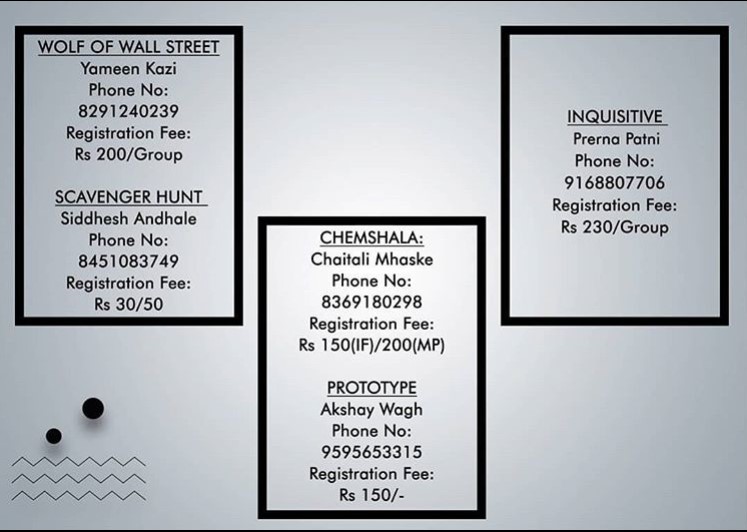 WOLF OF WALL STREET
Yameen Kazi
Phone No:
8291240239
Registration Fee:
Rs 200/Group
SCAVENGER HUNT
Siddhesh Andhale
Phone No:
8451083749
Registration Fee:
Rs 30/50
CHEMSHALA:
Chaitali Mhaske
Phone No:
8369180298
Registration Fee:
Rs 150(IF)/200(MP)
PROTOTYPE
Akshay Wagh
Phone No:
9595653315
Registration Fee:
Rs 150/-
INQUISITIVE
Prerna Patni
Phone No:
9168807706
Registration Fee:
Rs 230/Group